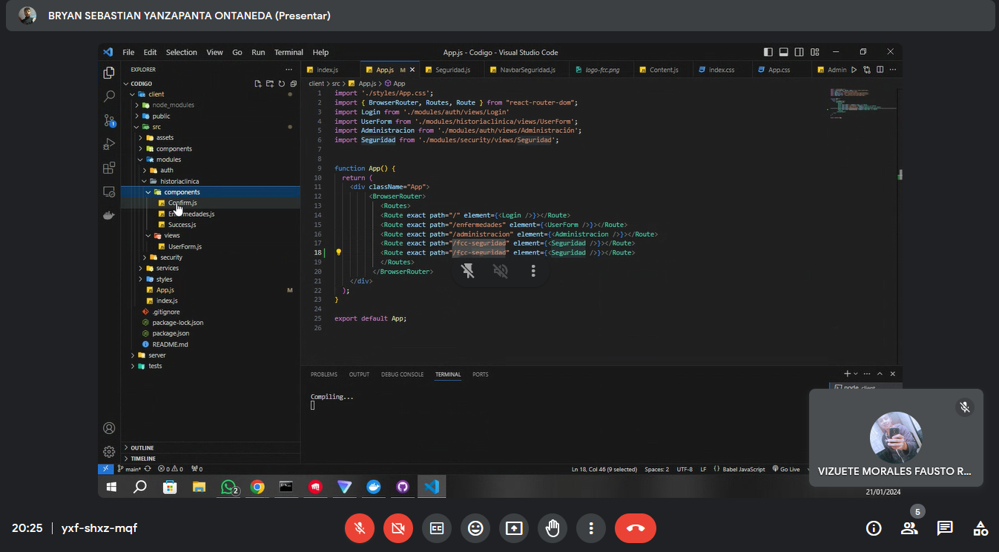 BRYAN SEBASTIAN YANZAPANTA ONTANEDA (Presentar)
File Edit Selection View Go Run Terminal Help
App.js - Codigo - Visual Studio Code
EXPLORER
CODIGO
client
node_modules
public
src
assets
components
modules
auth
historiaclinica
components
Confirm.js
Enfermedades.js
Success.js
views
UserForm.js
security
services
styles
App.js M
index.js
.gitignore
package-lock.json
package.json
README.md
server
tests
OUTLINE
TIMELINE
index.js App.js M Seguridad.js NavbarSeguridad.js logo-fcc.png Content.js index.css App.css Admin
client > src > App.js > App
1 import './styles/App.css';
2 import { BrowserRouter, Routes, Route } from "react-router-dom";
3 import Login from './modules/auth/views/Login'
4 import UserForm from './modules/historiaclinica/views/UserForm';
5 import Administracion from './modules/auth/views/Administración';
6 import Seguridad from './modules/security/views/Seguridad';
7
8
9 function App() {
10 return (
11 <div className="App">
12 <BrowserRouter>
13 <Routes>
14 <Route exact path="/" element={<Login />}></Route>
15 <Route exact path="/enfermedades" element={<UserForm />}></Route>
16 <Route exact path="/administracion" element={<Administracion />}></Route>
17 <Route exact path="/fcc-seguridad" element={<Seguridad />}></Route>
18 <Route exact path="/fcc-seguridad" element={<Seguridad />}></Route>
19 </Routes>
20 </BrowserRouter>
21 </div>
22 );
23 }
24
25 export default App;
26
PROBLEMS OUTPUT DEBUG CONSOLE TERMINAL PORTS
node client
Compiling...
main* 0 0 0
Ln 18, Col 46 (9 selected) Spaces: 2 UTF-8 LF {} Babel JavaScript Go Live
1
2
VIZUETE MORALES FAUSTO R...
21/01/2024
20:25 | yxf-shxz-mqf
5